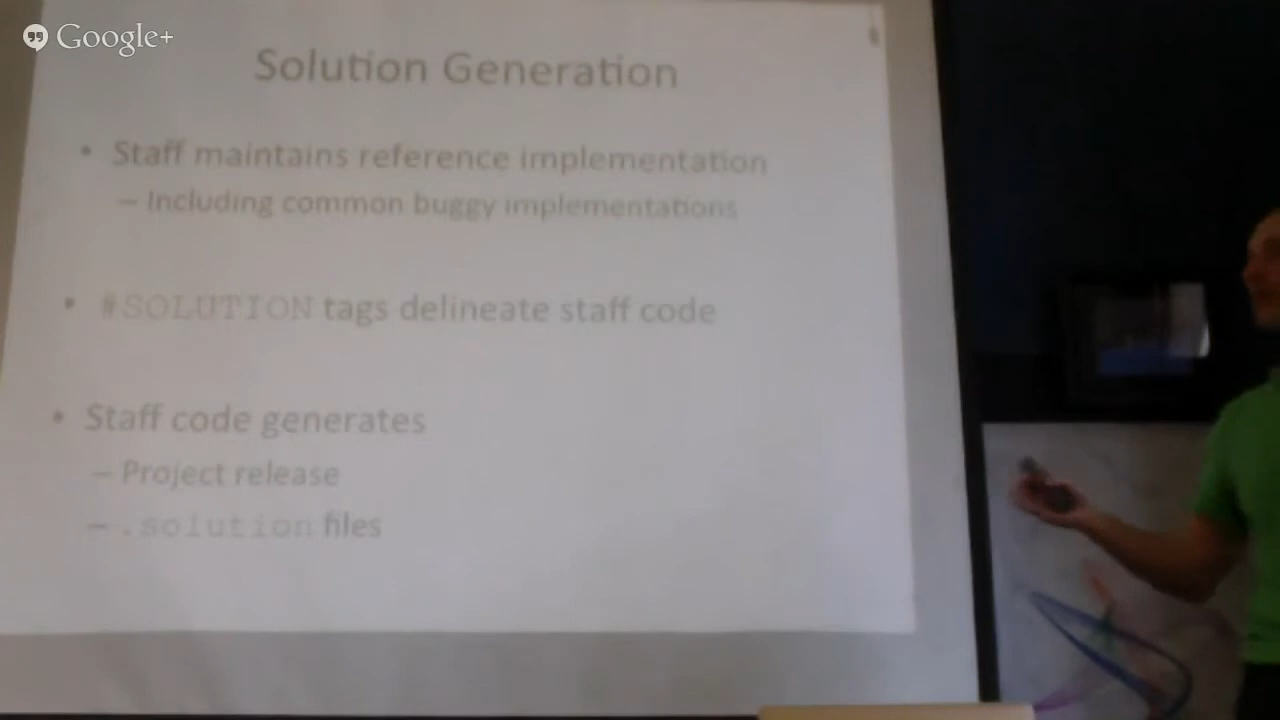 Google+
Solution Generation
• Staff maintains reference implementation
– Including common buggy implementations
• #SOLUTION tags delineate staff code
• Staff code generates
– Project release
– .solution files